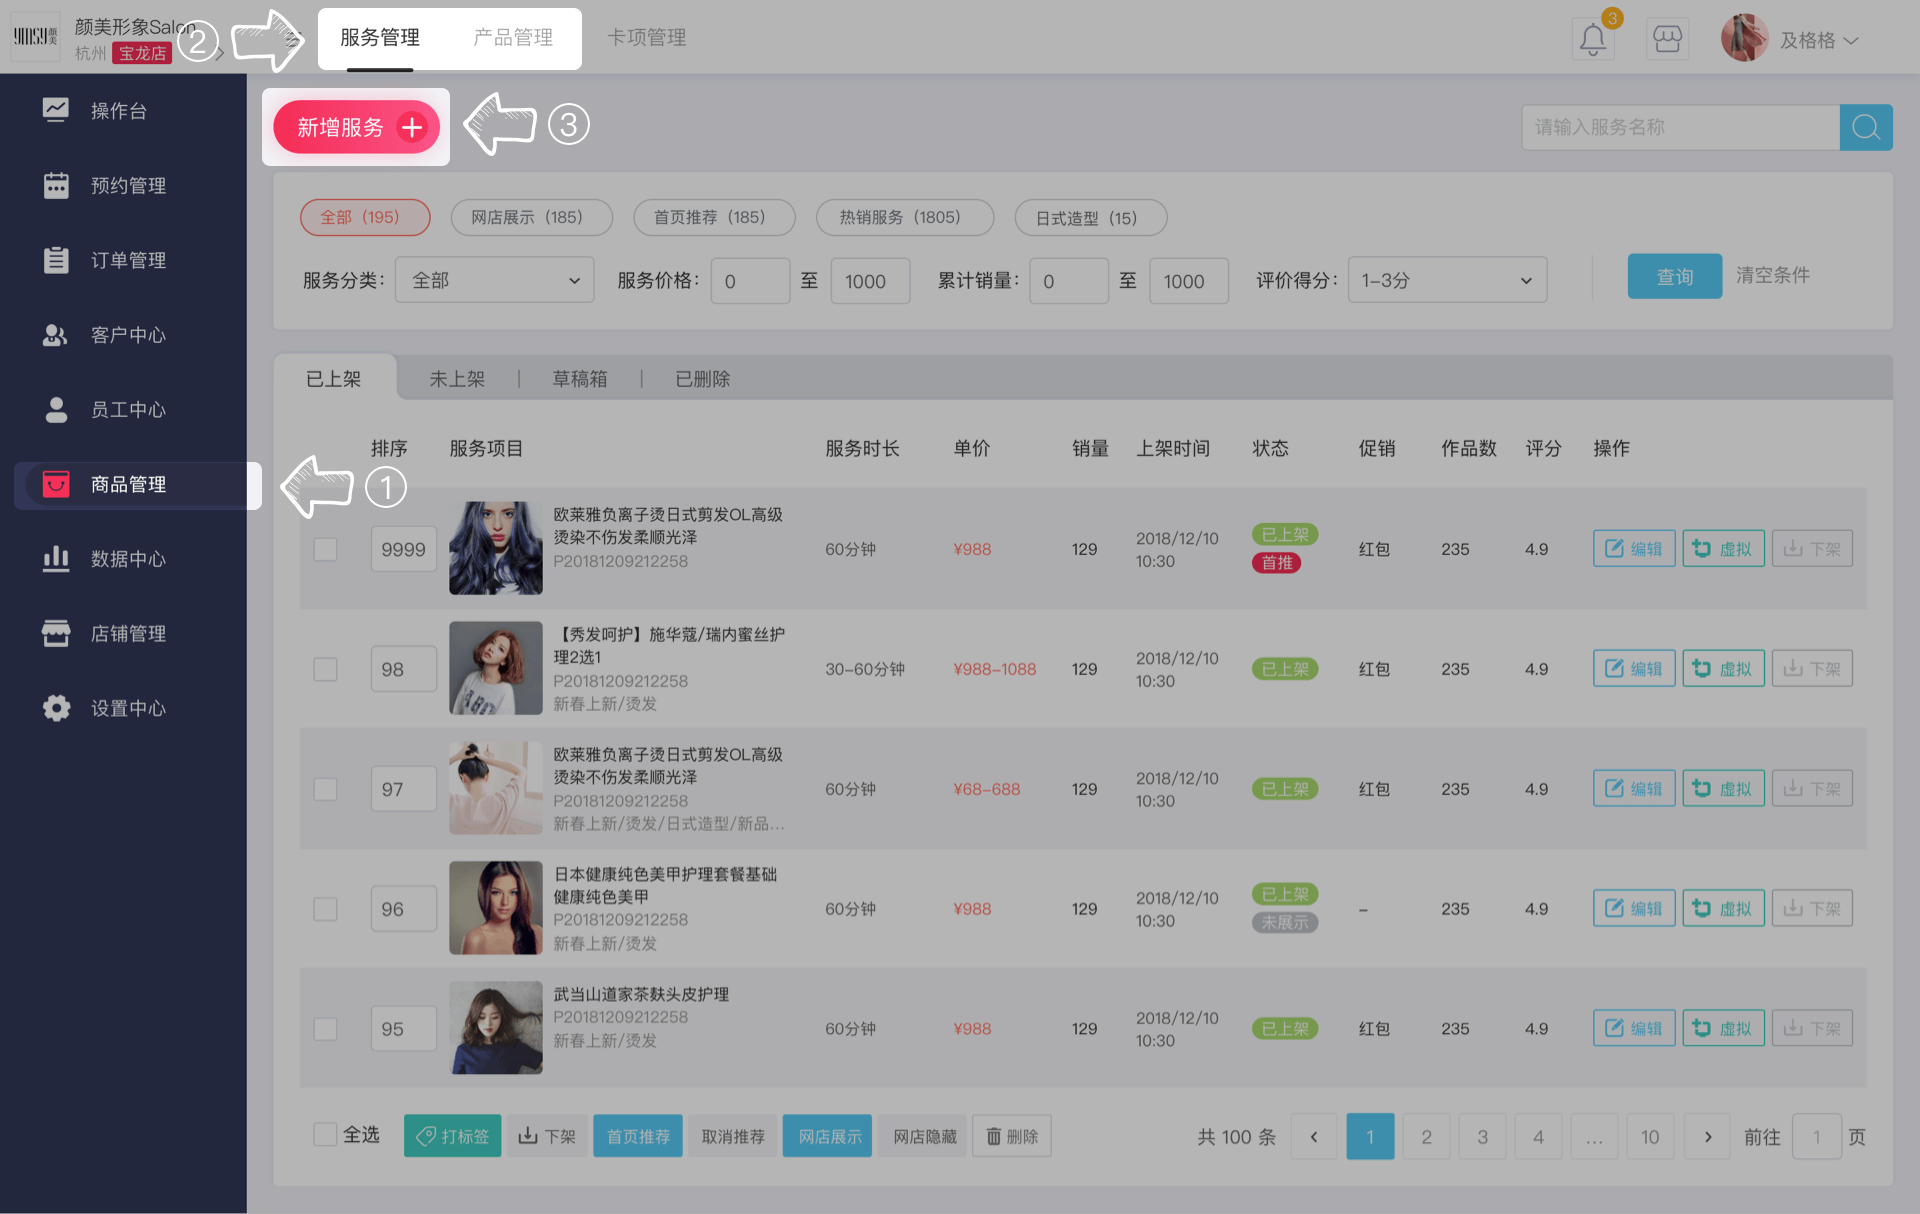 颜美形象Salon
杭州 宝龙店
②
服务管理 产品管理 卡项管理
3
及格格
操作台
预约管理
订单管理
客户中心
员工中心
商品管理
数据中心
店铺管理
设置中心
①
新增服务
③
请输入服务名称
全部（195） 网店展示（185） 首页推荐（185） 热销服务（1805） 日式造型（15）
服务分类： 全部 服务价格： 0 至 1000 累计销量： 0 至 1000 评价得分： 1-3分 查询 清空条件
已上架 未上架 | 草稿箱 | 已删除
排序 服务项目 服务时长 单价 销量 上架时间 状态 促销 作品数 评分 操作
9999 欧莱雅负离子烫日式剪发OL高级
烫染不伤发柔顺光泽
P20181209212258
60分钟 ¥988 129 2018/12/10
10:30
已上架
首推
红包 235 4.9 编辑 虚拟 下架
98 【秀发呵护】施华蔻/瑞内蜜丝护
理2选1
P20181209212258
新春上新/烫发
30-60分钟 ¥988-1088 129 2018/12/10
10:30
已上架 红包 235 4.9 编辑 虚拟 下架
97 欧莱雅负离子烫日式剪发OL高级
烫染不伤发柔顺光泽
P20181209212258
新春上新/烫发/日式造型/新品...
60分钟 ¥68-688 129 2018/12/10
10:30
已上架 红包 235 4.9 编辑 虚拟 下架
96 日本健康纯色美甲护理套餐基础
健康纯色美甲
P20181209212258
新春上新/烫发
60分钟 ¥988 129 2018/12/10
10:30
已上架
未展示
- 235 4.9 编辑 虚拟 下架
95 武当山道家茶麸头皮护理
P20181209212258
新春上新/烫发
60分钟 ¥988 129 2018/12/10
10:30
已上架 红包 235 4.9 编辑 虚拟 下架
全选 打标签 下架 首页推荐 取消推荐 网店展示 网店隐藏 删除
共 100 条 1 2 3 4 ... 10 前往 1 页